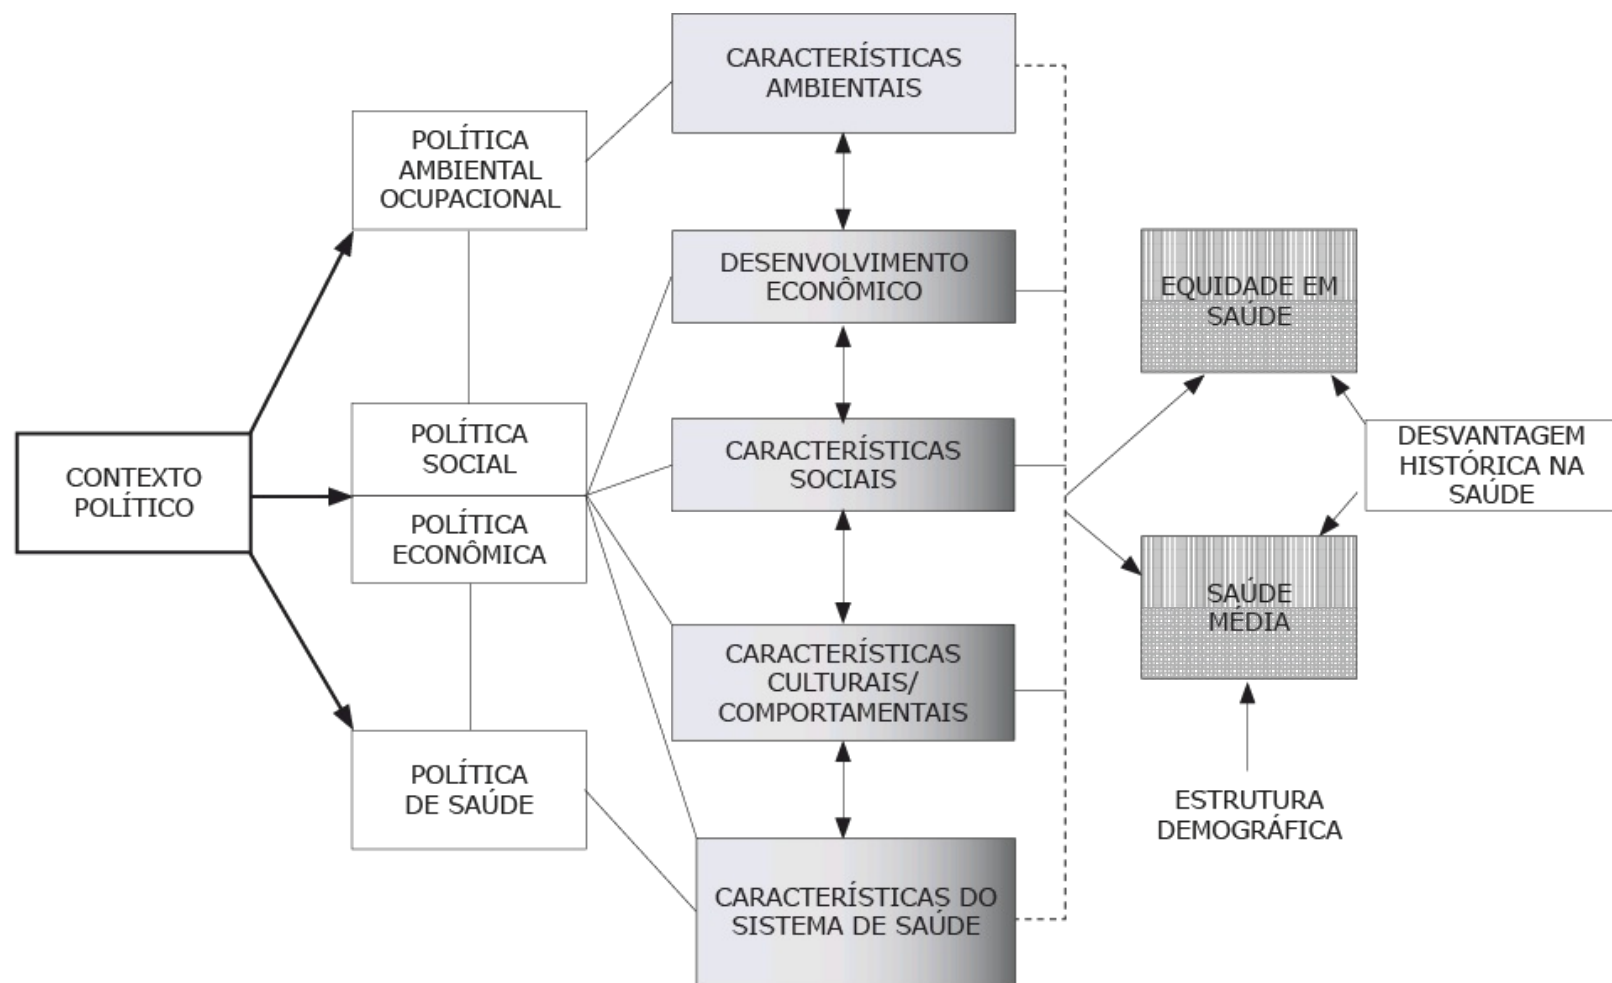 CARACTERÍSTICAS
AMBIENTAIS
POLÍTICA
AMBIENTAL
OCUPACIONAL
DESENVOLVIMENTO
ECONÔMICO
EQUIDADE EM
SAÚDE
POLÍTICA
SOCIAL
CARACTERÍSTICAS
SOCIAIS
DESVANTAGEM
HISTÓRICA NA
SAÚDE
CONTEXTO
POLÍTICO
POLÍTICA
ECONÔMICA
SAÚDE
MÉDIA
CARACTERÍSTICAS
CULTURAIS/
COMPORTAMENTAIS
POLÍTICA
DE SAÚDE
ESTRUTURA
DEMOGRÁFICA
CARACTERÍSTICAS DO
SISTEMA DE SAÚDE